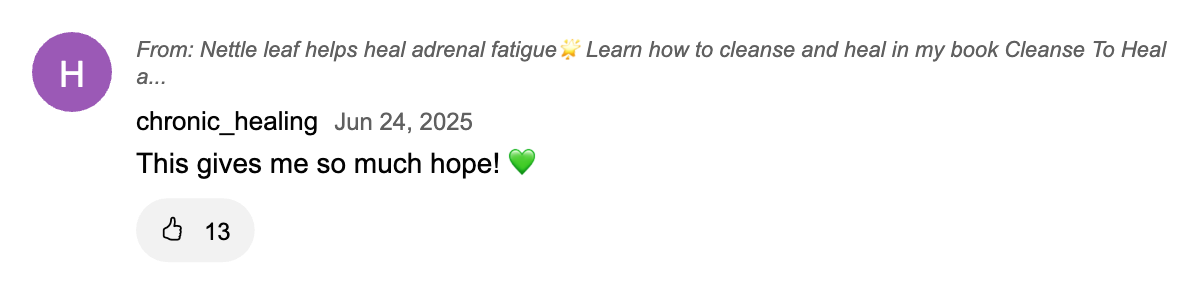 H
From: Nettle leaf helps heal adrenal fatigue🌟 Learn how to cleanse and heal in my book Cleanse To Heal
a...
chronic_healing Jun 24, 2025
This gives me so much hope! 💚
13